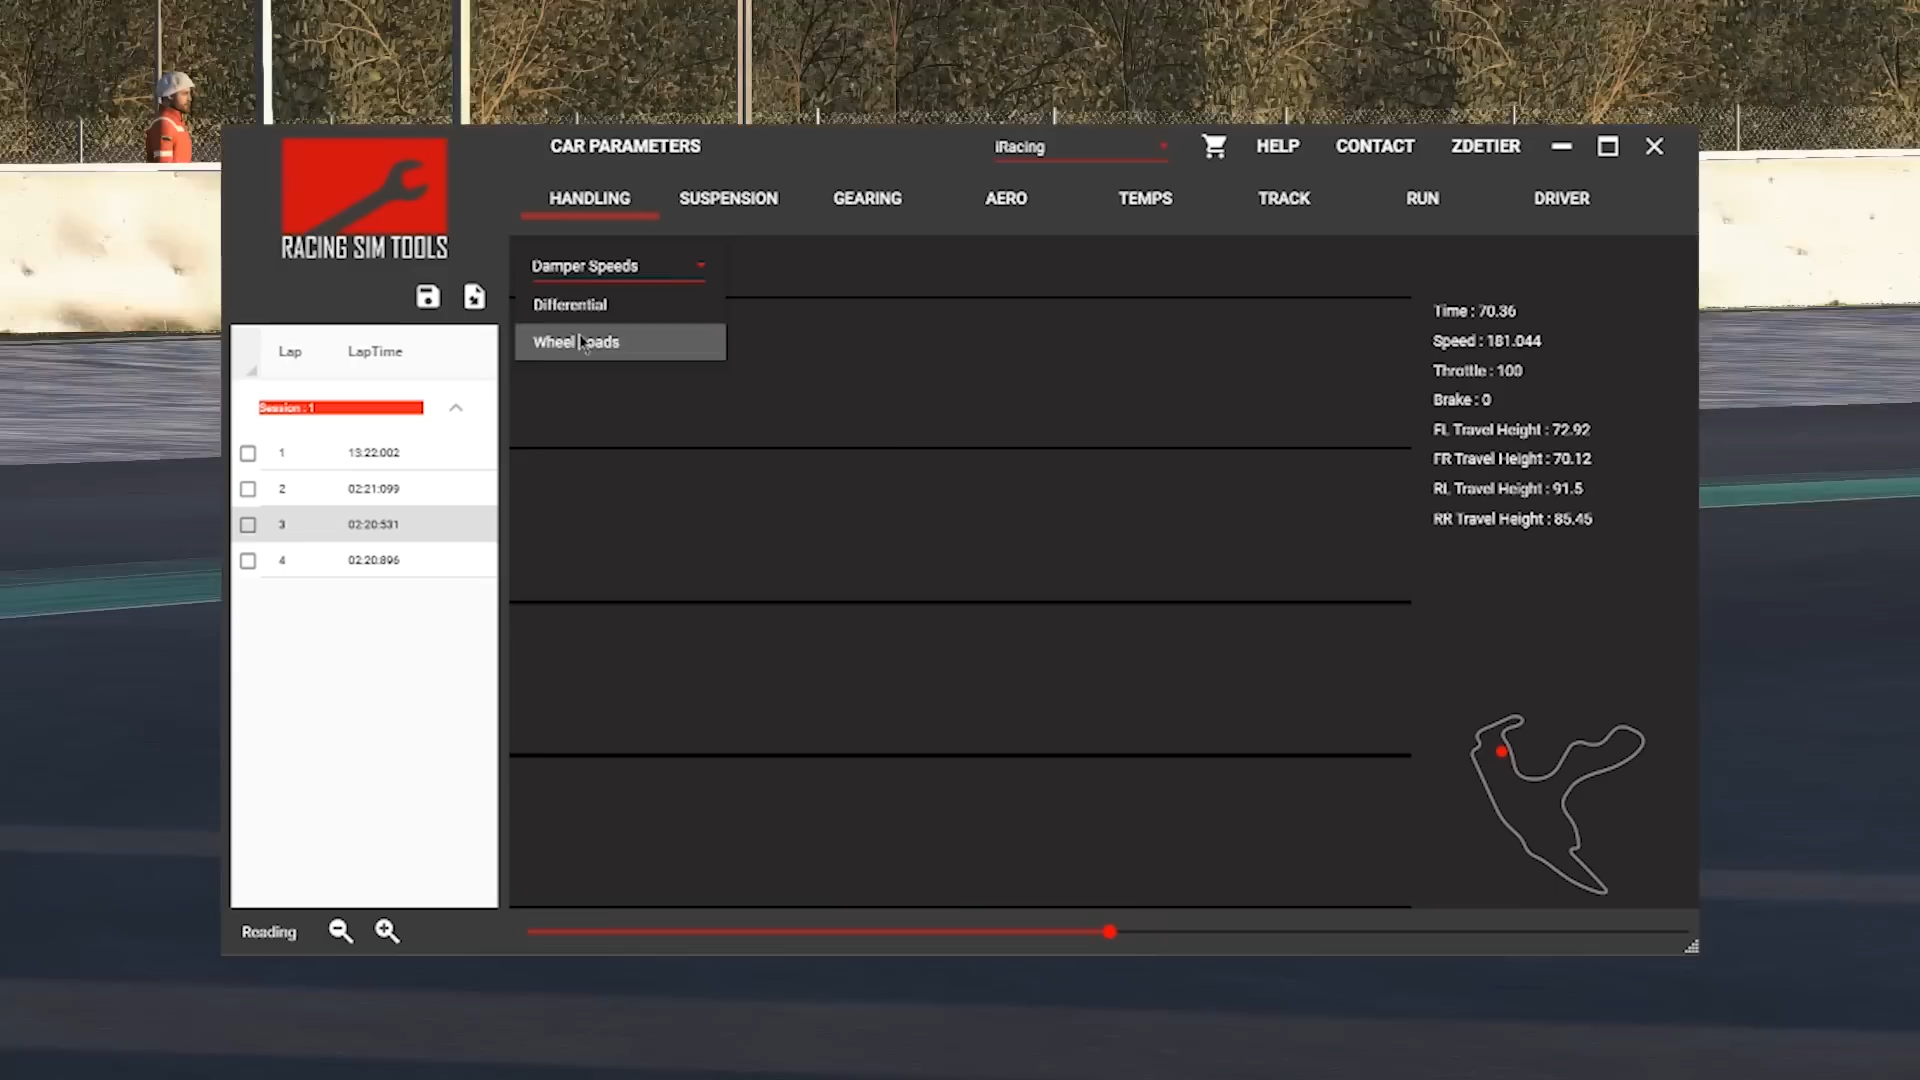 CAR PARAMETERS
iRacing
HELP
CONTACT
ZDETIER
HANDLING
SUSPENSION
GEARING
AERO
TEMPS
TRACK
RUN
DRIVER
RACING SIM TOOLS
Damper Speeds
Differential
Wheel Loads
Lap LapTime
Session : 1
1 13:22:002
2 02:21:099
3 02:20:531
4 02:20:896
Time : 70.36
Speed : 181.044
Throttle : 100
Brake : 0
FL Travel Height : 72.92
FR Travel Height : 70.12
RL Travel Height : 91.5
RR Travel Height : 85.45
Reading